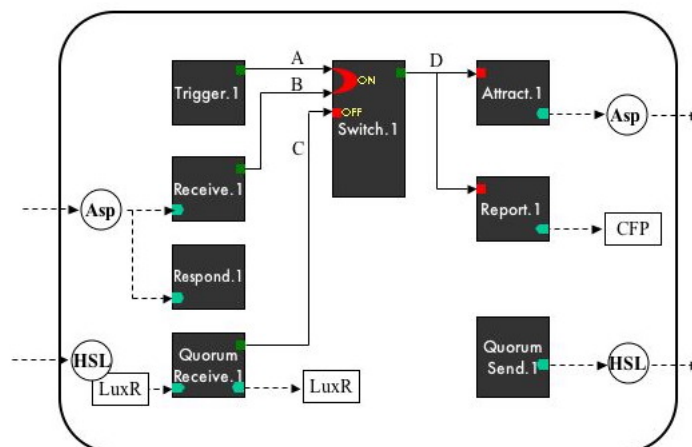 A
B
C
D
Trigger.1
ON
OFF
Switch.1
Attract.1
Asp
Receive.1
Asp
Report.1
CFP
Respond.1
HSL
LuxR
Quorum
Receive.1
LuxR
Quorum
Send.1
HSL